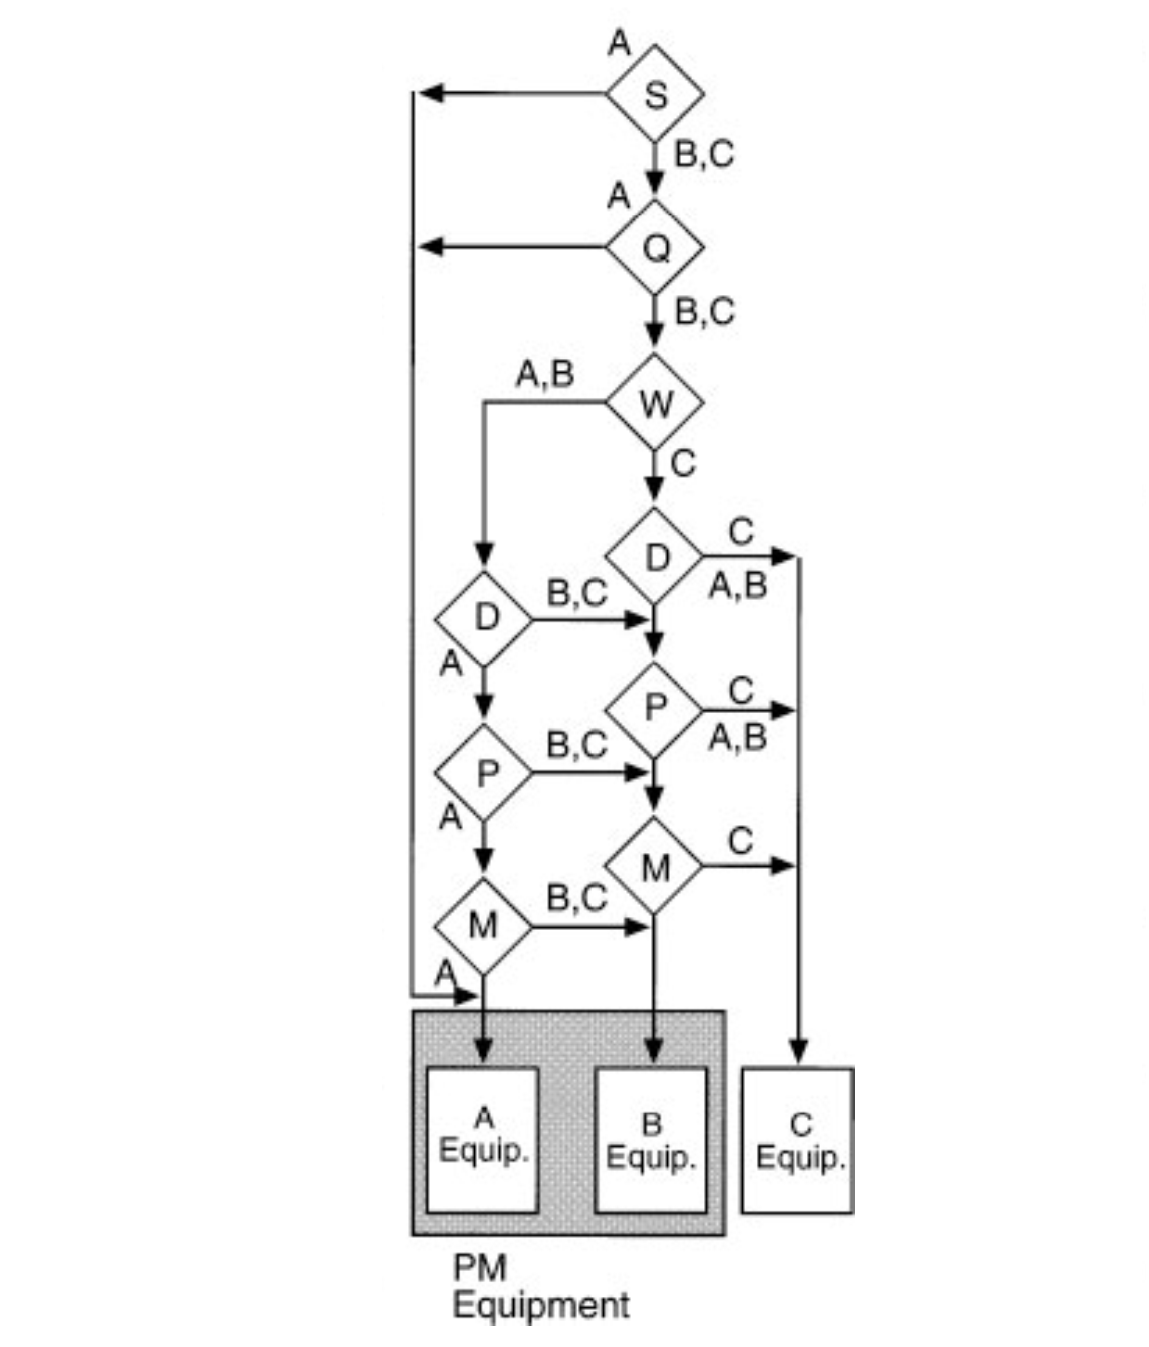 A
S
B,C
A
Q
B,C
A,B
W
C
D
C
A,B
D
B,C
A
P
C
A,B
P
B,C
A
M
C
M
B,C
A
A
Equip.
B
Equip.
C
Equip.
PM
Equipment